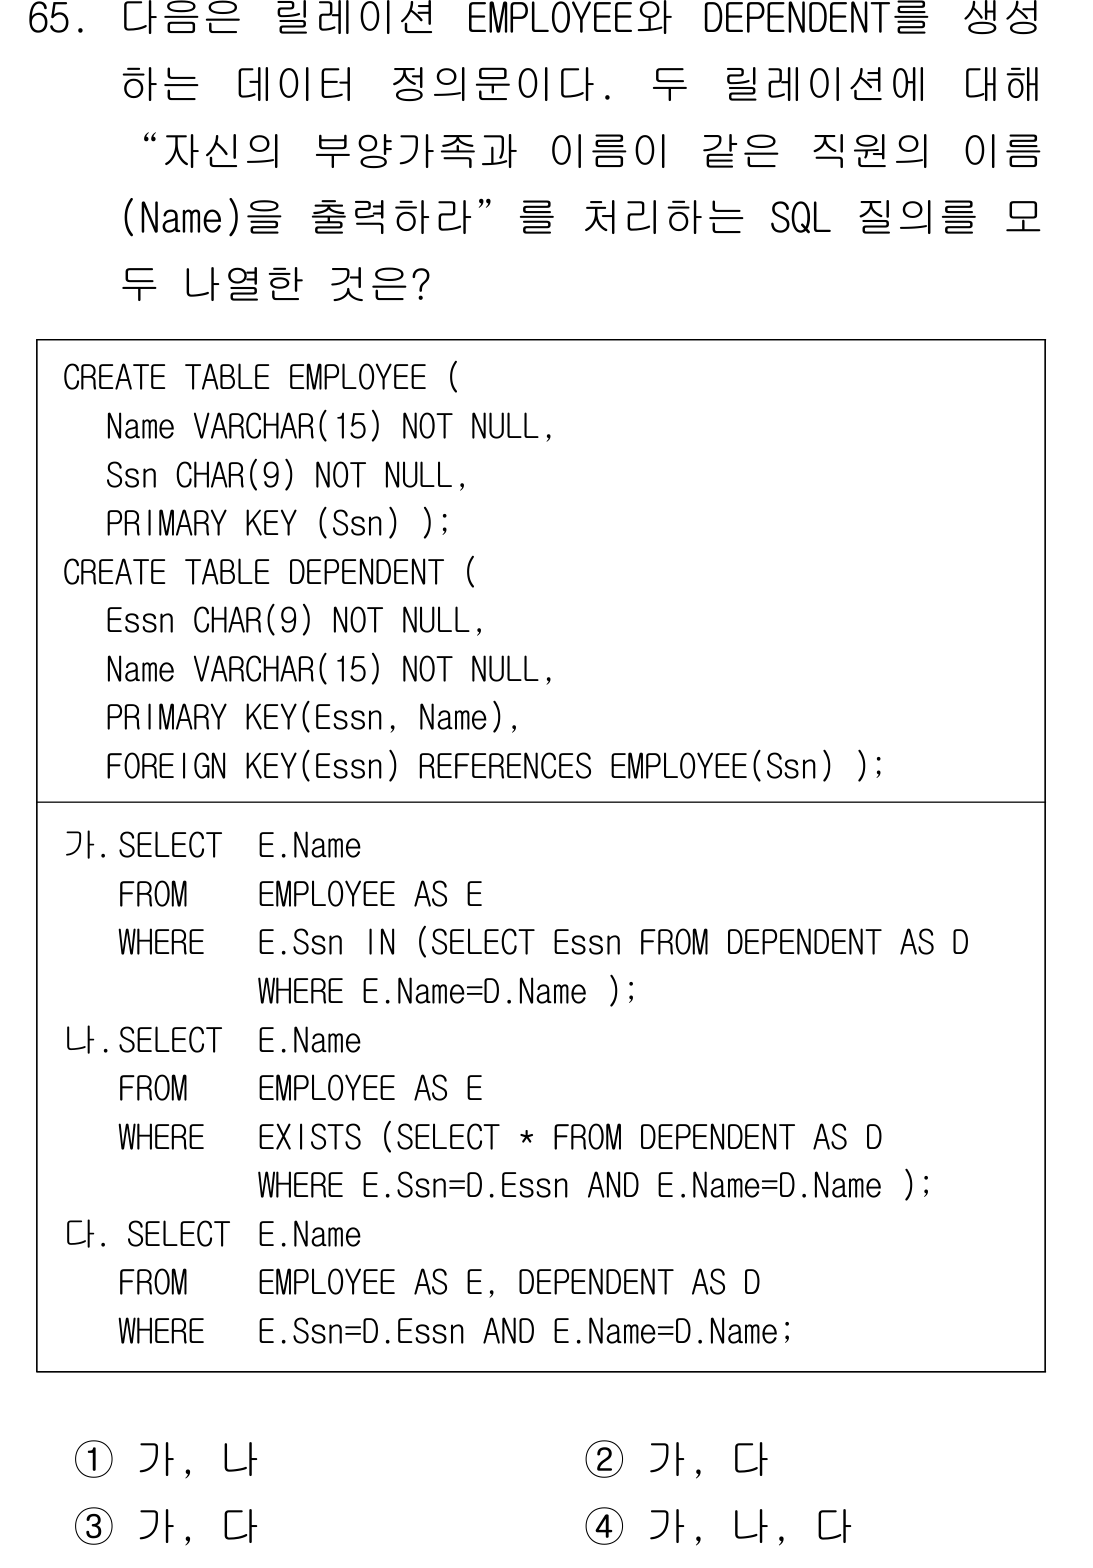 65. 다음은 릴레이션 EMPLOYEE와 DEPENDENT를 생성
하는 데이터 정의문이다. 두 릴레이션에 대해
“자신의 부양가족과 이름이 같은 직원의 이름
(Name)을 출력하라”를 처리하는 SQL 질의를 모
두 나열한 것은?
CREATE TABLE EMPLOYEE (
Name VARCHAR(15) NOT NULL,
Ssn CHAR(9) NOT NULL,
PRIMARY KEY (Ssn) );
CREATE TABLE DEPENDENT (
Essn CHAR(9) NOT NULL,
Name VARCHAR(15) NOT NULL,
PRIMARY KEY(Essn, Name),
FOREIGN KEY(Essn) REFERENCES EMPLOYEE(Ssn) );
가. SELECT E.Name
FROM EMPLOYEE AS E
WHERE E.Ssn IN (SELECT Essn FROM DEPENDENT AS D
WHERE E.Name=D.Name );
나. SELECT E.Name
FROM EMPLOYEE AS E
WHERE EXISTS (SELECT * FROM DEPENDENT AS D
WHERE E.Ssn=D.Essn AND E.Name=D.Name );
다. SELECT E.Name
FROM EMPLOYEE AS E, DEPENDENT AS D
WHERE E.Ssn=D.Essn AND E.Name=D.Name;
① 가, 나 ② 가, 다
③ 가, 다 ④ 가, 나, 다